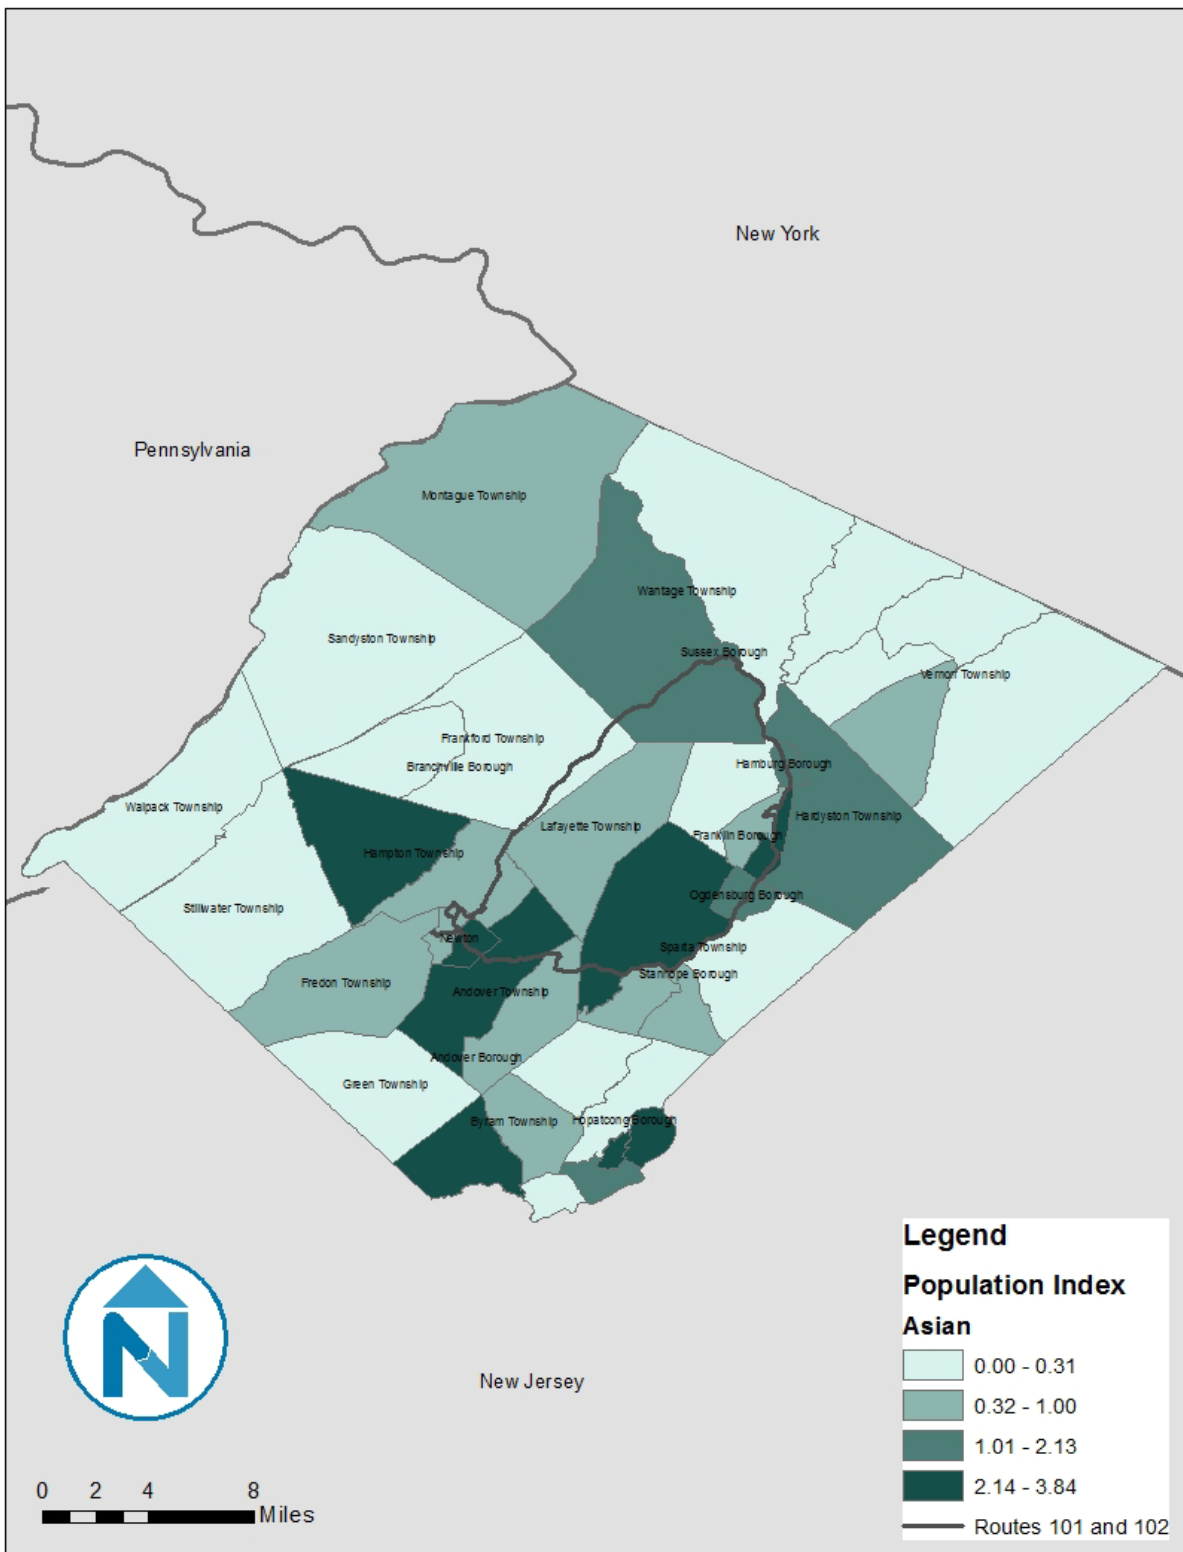 New York
Pennsylvania
Montague Township
Wantage Township
Sandyston Township
Sussex Borough
Vernon Township
Frankford Township
Branchville Borough
Hamburg Borough
Walpack Township
Lafayette Township
Hardyston Township
Franklin Borough
Hampton Township
Ogdensburg Borough
Stillwater Township
Newton
Sparta Township
Stanhope Borough
Fredon Township
Andover Township
Andover Borough
Green Township
Byram Township
Hopatcong Borough
New Jersey
N
Legend
Population Index
Asian
0.00 - 0.31
0.32 - 1.00
1.01 - 2.13
2.14 - 3.84
Routes 101 and 102
0 2 4 8
Miles